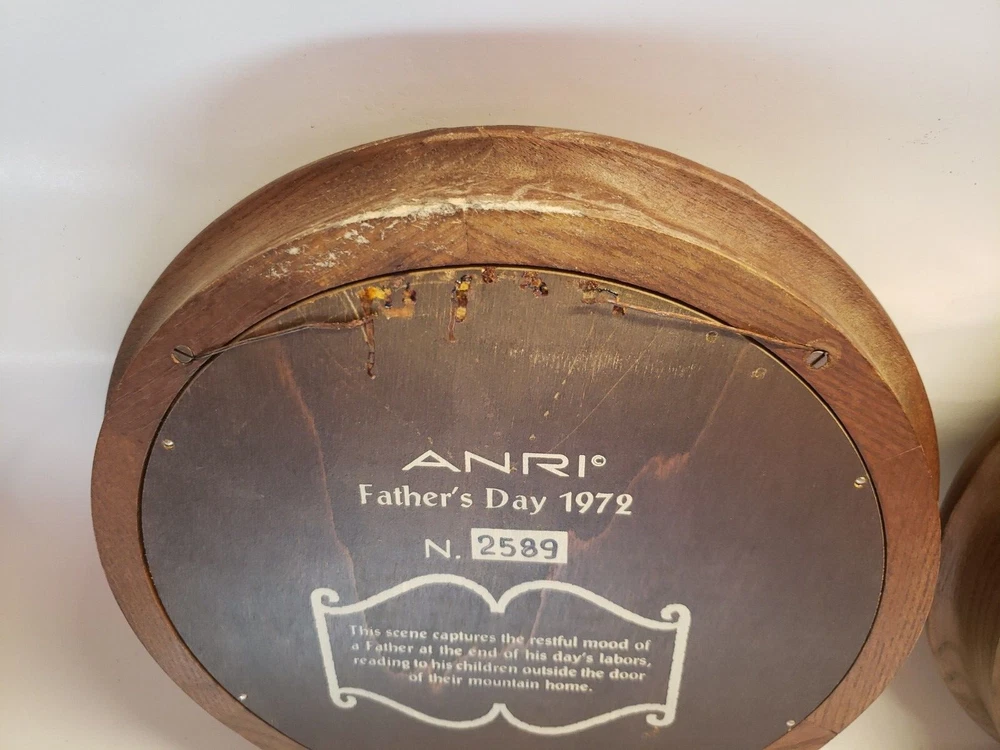 ANRI©
Father's Day 1972
N. 2589
This scene captures the restful mood of
a Father at the end of his day's labors,
reading to his children outside the door
of their mountain home.